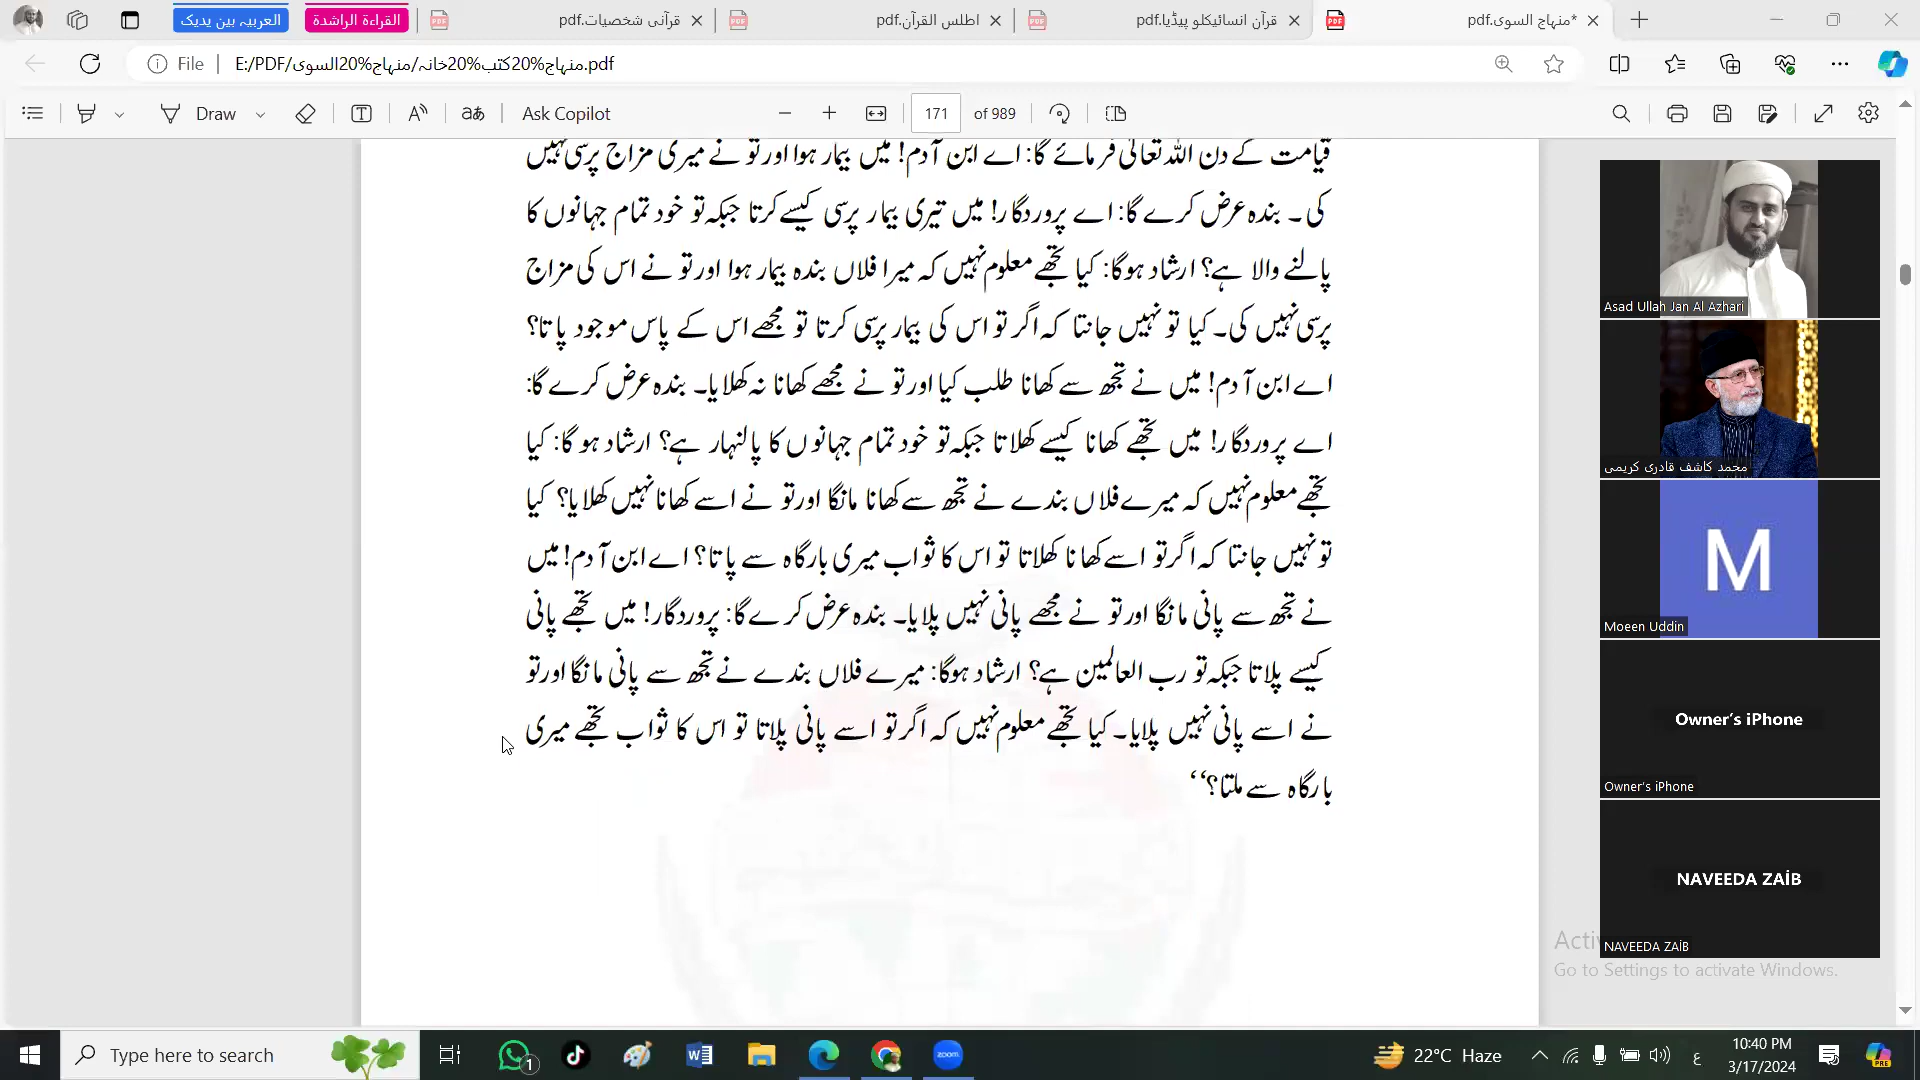 العربیہ بین یدیک
القراءة الراشدة
قرآنی شخصیات.pdf
اطلس القرآن.pdf
قرآن انسائیکلو پیڈیا.pdf
*منہاج السوی.pdf
File
E:/PDF/منہاج%20السوی/منہاج%20کتب%20خانہ.pdf
Draw
Ask Copilot
171
of 989
قیامت کے دن اللہ تعالیٰ فرمائے گا: اے ابن آدم! میں بیمار ہوا اور تو نے میری مزاج پرسی نہیں
کی۔ بندہ عرض کرے گا: اے پروردگار! میں تیری بیمار پرسی کیسے کرتا جبکہ تو خود تمام جہانوں کا
پالنے والا ہے؟ ارشاد ہوگا: کیا تجھے معلوم نہیں کہ میرا فلاں بندہ بیمار ہوا اور تو نے اس کی مزاج
پرسی نہیں کی۔ کیا تو نہیں جانتا کہ اگر تو اس کی بیمار پرسی کرتا تو مجھے اس کے پاس موجود پاتا؟
اے ابن آدم! میں نے تجھ سے کھانا طلب کیا اور تو نے مجھے کھانا نہ کھلایا۔ بندہ عرض کرے گا:
اے پروردگار! میں تجھے کھانا کیسے کھلاتا جبکہ تو خود تمام جہانوں کا پالنہار ہے؟ ارشاد ہو گا: کیا
تجھے معلوم نہیں کہ میرے فلاں بندے نے تجھ سے کھانا مانگا اور تو نے اسے کھانا نہیں کھلایا؟ کیا
تو نہیں جانتا کہ اگر تو اسے کھانا کھلاتا تو اس کا ثواب میری بارگاہ سے پاتا؟ اے ابن آدم! میں
نے تجھ سے پانی مانگا اور تو نے مجھے پانی نہیں پلایا۔ بندہ عرض کرے گا: پروردگار! میں تجھے پانی
کیسے پلاتا جبکہ تو رب العالمین ہے؟ ارشاد ہوگا: میرے فلاں بندے نے تجھ سے پانی مانگا اور تو
نے اسے پانی نہیں پلایا۔ کیا تجھے معلوم نہیں کہ اگر تو اسے پانی پلاتا تو اس کا ثواب تجھے میری
بارگاہ سے ملتا؟‘‘
Asad Ullah Jan Al Azhari
محمد کاشف قادری کریمی
M
Moeen Uddin
Owner's iPhone
Owner's iPhone
NAVEEDA ZAİB
NAVEEDA ZAİB
Go to Settings to activate Windows.
Type here to search
1
zoom
22°C Haze
ع
10:40 PM
3/17/2024